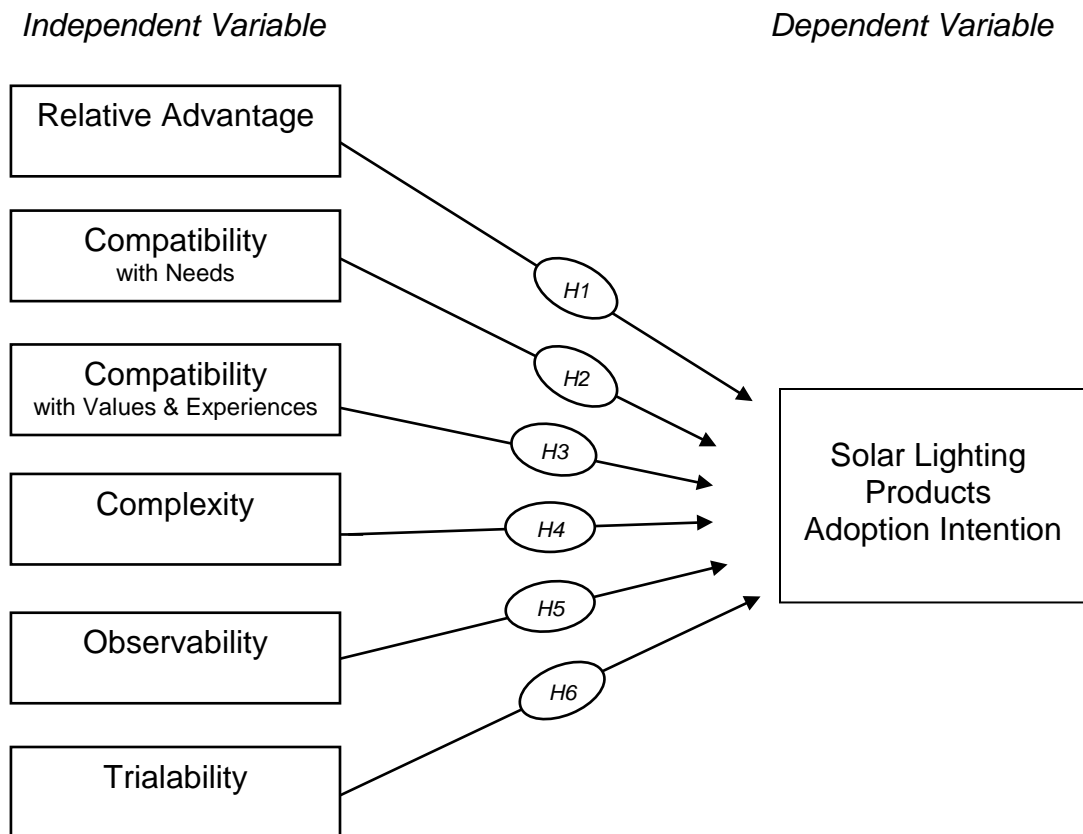 Independent Variable
Dependent Variable
Relative Advantage
Compatibility
with Needs
H1
H2
Compatibility
with Values & Experiences
H3
Solar Lighting
Products
Adoption Intention
Complexity
H4
H5
Observability
H6
Trialability